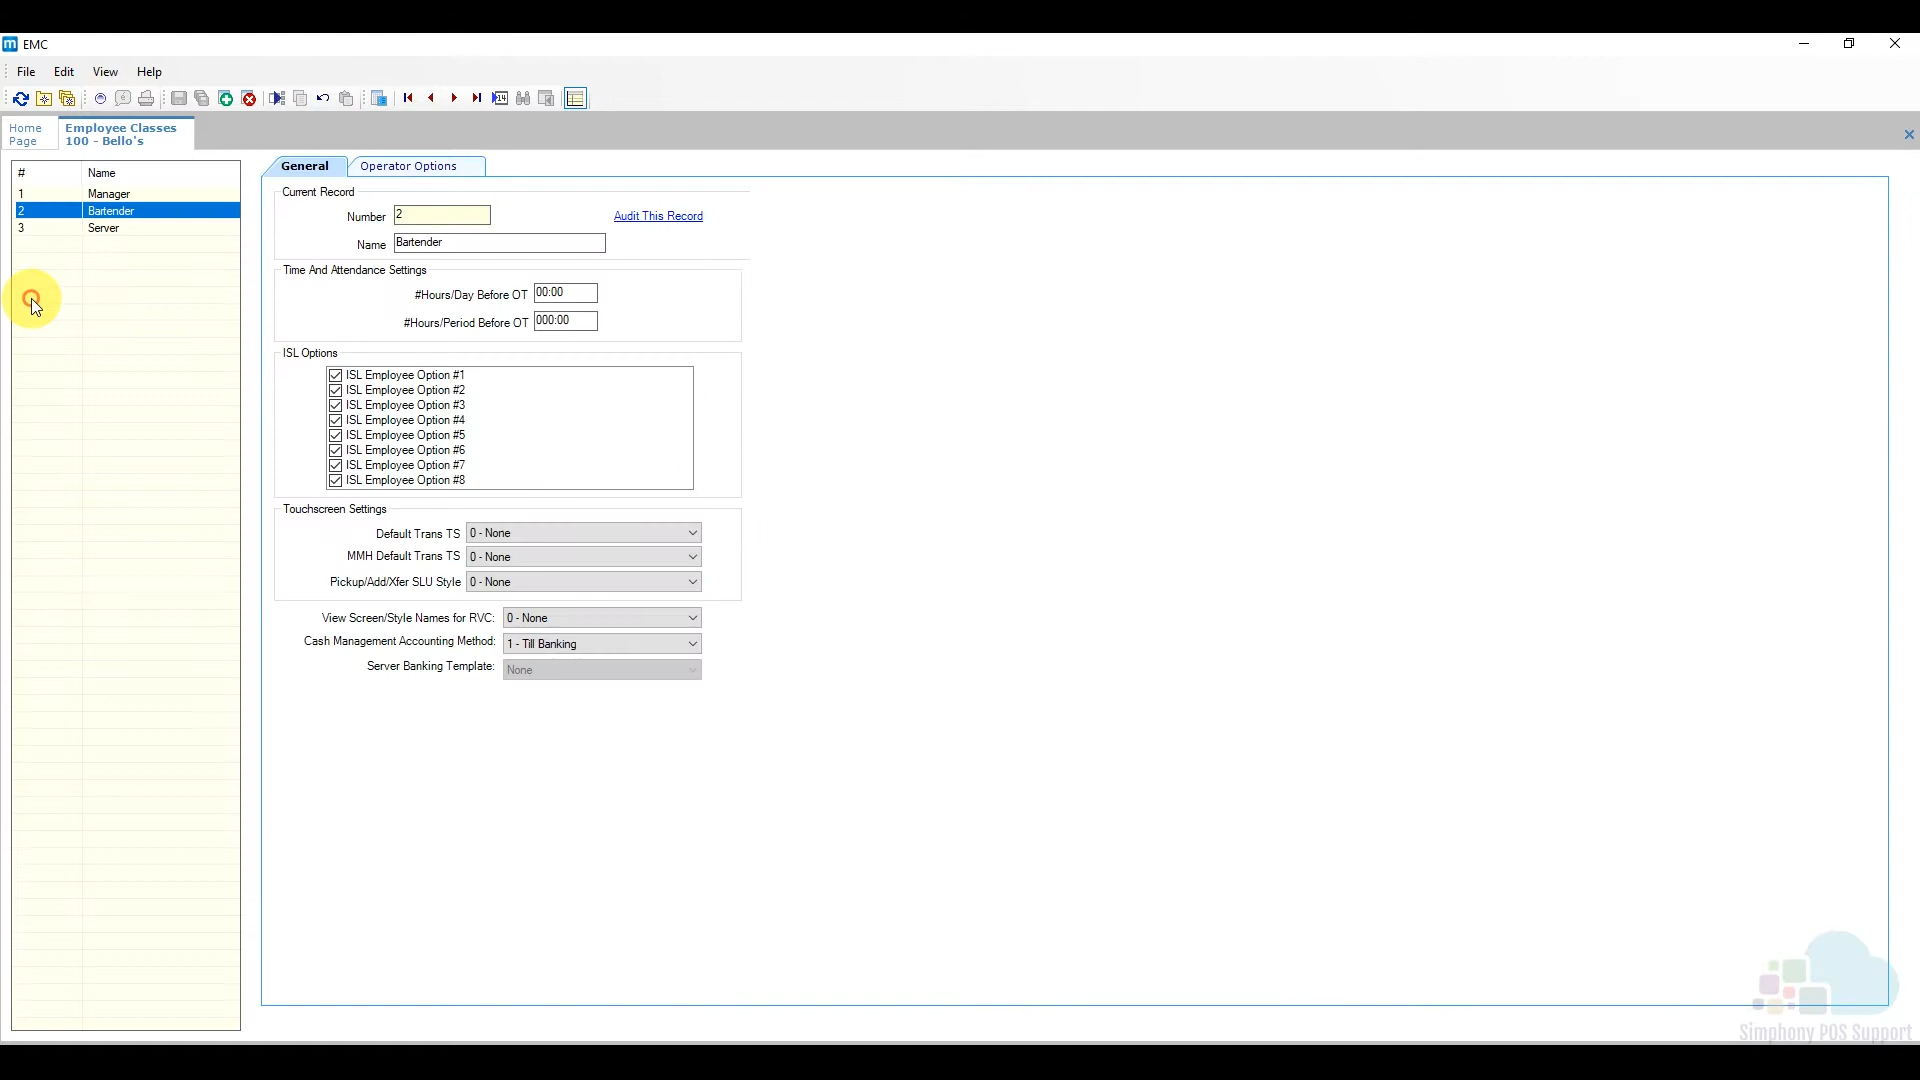 m EMC
File Edit View Help
Home Page
Employee Classes
100 - Bello's
# Name
1 Manager
2 Bartender
3 Server
General Operator Options
Current Record
Number 2 Audit This Record
Name Bartender
Time And Attendance Settings
#Hours/Day Before OT 00:00
#Hours/Period Before OT 000:00
ISL Options
ISL Employee Option #1
ISL Employee Option #2
ISL Employee Option #3
ISL Employee Option #4
ISL Employee Option #5
ISL Employee Option #6
ISL Employee Option #7
ISL Employee Option #8
Touchscreen Settings
Default Trans TS 0 - None
MMH Default Trans TS 0 - None
Pickup/Add/Xfer SLU Style 0 - None
View Screen/Style Names for RVC: 0 - None
Cash Management Accounting Method: 1 - Till Banking
Server Banking Template: None
Simphony POS Support